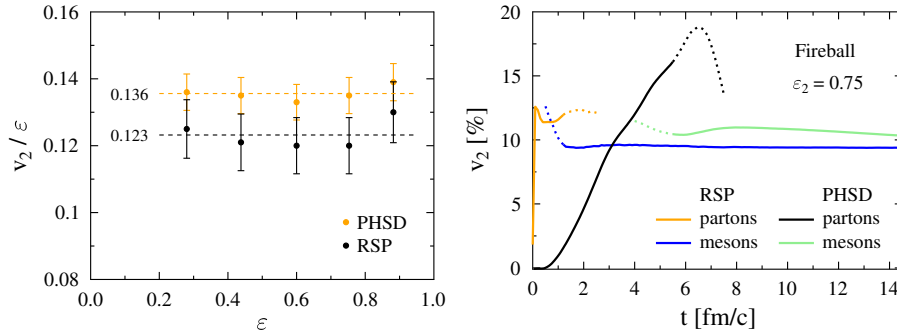 0.16
0.14
0.12
0.1
0.08
v₂ / ε
0.136
0.123
PHSD
RSP
0.0 0.2 0.4 0.6 0.8 1.0
ε
20
15
10
5
0
v₂ [%]
Fireball
ε₂ = 0.75
RSP PHSD
partons partons
mesons mesons
0 2 4 6 8 10 12 14
t [fm/c]